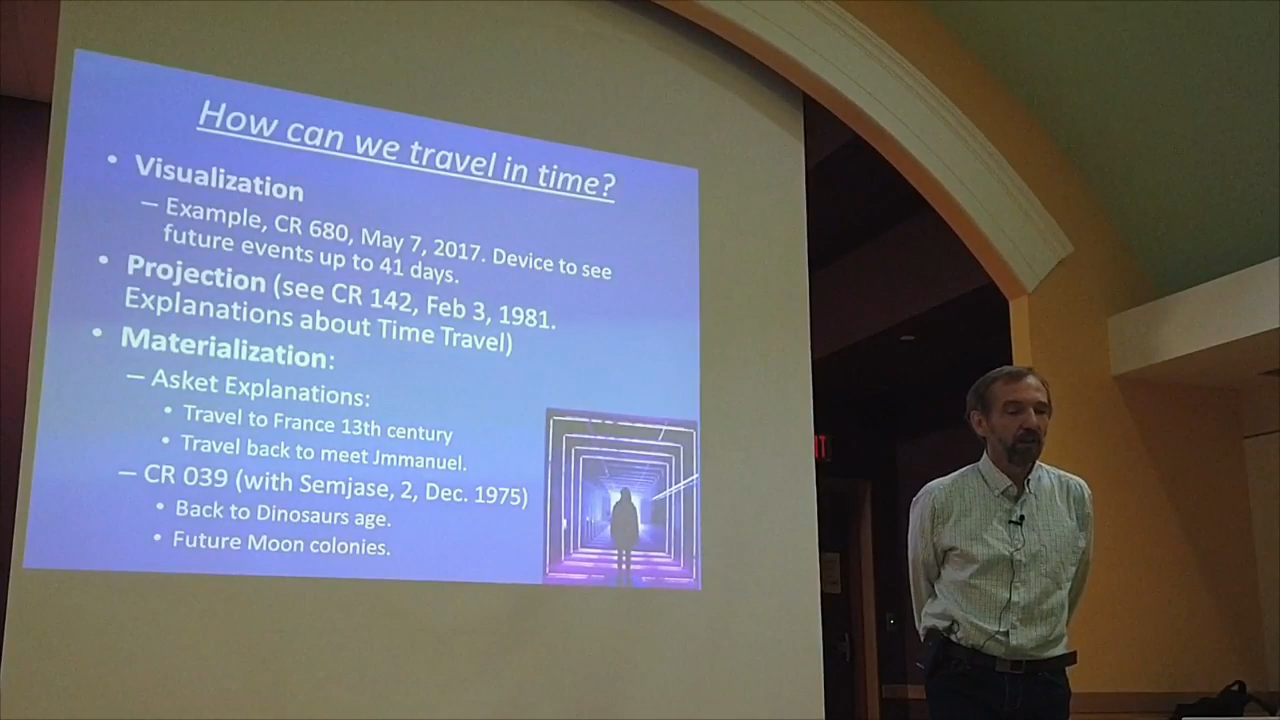 How can we travel in time?
• Visualization
– Example, CR 680, May 7, 2017. Device to see
future events up to 41 days.
• Projection (see CR 142, Feb 3, 1981.
Explanations about Time Travel)
• Materialization:
– Asket Explanations:
• Travel to France 13th century
• Travel back to meet Jmmanuel.
– CR 039 (with Semjase, 2, Dec. 1975)
• Back to Dinosaurs age.
• Future Moon colonies.
IT